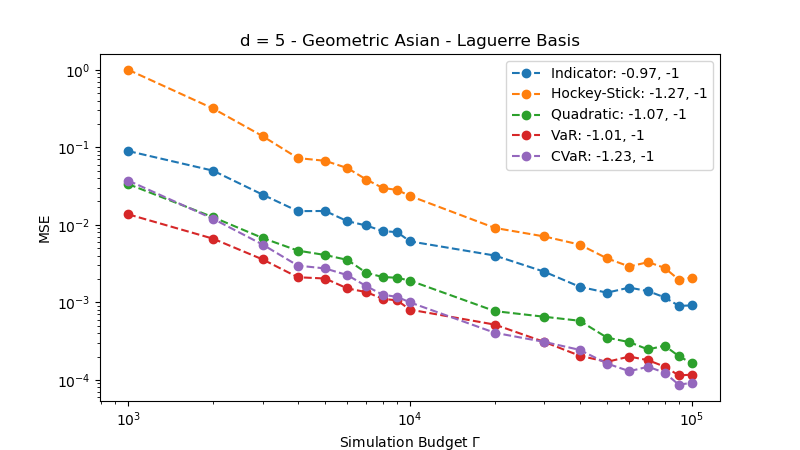 d = 5 - Geometric Asian - Laguerre Basis
Indicator: -0.97, -1
Hockey-Stick: -1.27, -1
Quadratic: -1.07, -1
VaR: -1.01, -1
CVaR: -1.23, -1
MSE
10⁰
10⁻¹
10⁻²
10⁻³
10⁻⁴
10³
10⁴
10⁵
Simulation Budget Γ